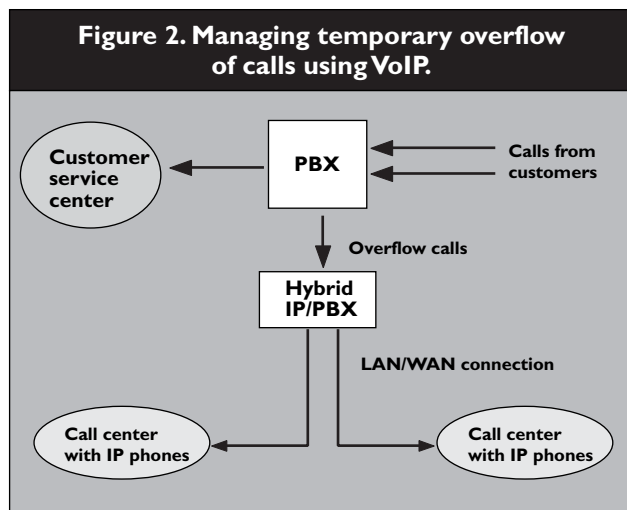 Figure 2. Managing temporary overflow
of calls using VoIP.
Customer
service
center
PBX
Calls from
customers
Overflow calls
Hybrid
IP/PBX
LAN/WAN connection
Call center
with IP phones
Call center
with IP phones